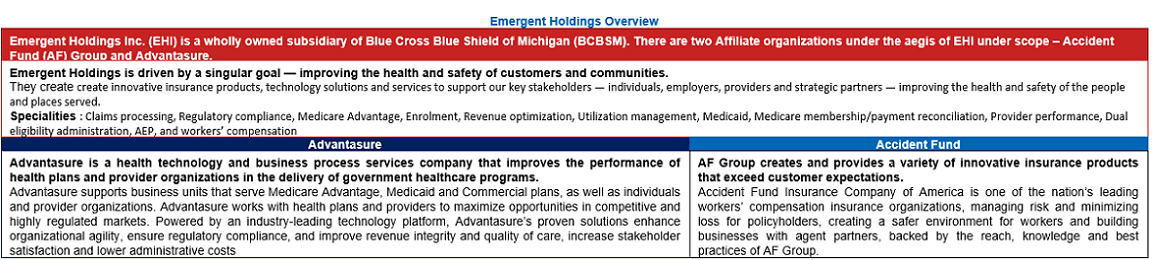 Emergent Holdings Overview
Emergent Holdings Inc. (EHI) is a wholly owned subsidiary of Blue Cross Blue Shield of Michigan (BCBSM). There are two Affiliate organizations under the aegis of EHI under scope – Accident
Fund (AF) Group and Advantasure.
Emergent Holdings is driven by a singular goal — improving the health and safety of customers and communities.
They create create innovative insurance products, technology solutions and services to support our key stakeholders — individuals, employers, providers and strategic partners — improving the health and safety of the people
and places served.
Specialities : Claims processing, Regulatory compliance, Medicare Advantage, Enrolment, Revenue optimization, Utilization management, Medicaid, Medicare membership/payment reconciliation, Provider performance, Dual
eligibility administration, AEP, and workers’ compensation
Advantasure
Advantasure is a health technology and business process services company that improves the performance of
health plans and provider organizations in the delivery of government healthcare programs.
Advantasure supports business units that serve Medicare Advantage, Medicaid and Commercial plans, as well as individuals
and provider organizations. Advantasure works with health plans and providers to maximize opportunities in competitive and
highly regulated markets. Powered by an industry-leading technology platform, Advantasure’s proven solutions enhance
organizational agility, ensure regulatory compliance, and improve revenue integrity and quality of care, increase stakeholder
satisfaction and lower administrative costs
Accident Fund
AF Group creates and provides a variety of innovative insurance products
that exceed customer expectations.
Accident Fund Insurance Company of America is one of the nation’s leading
workers’ compensation insurance organizations, managing risk and minimizing
loss for policyholders, creating a safer environment for workers and building
businesses with agent partners, backed by the reach, knowledge and best
practices of AF Group.